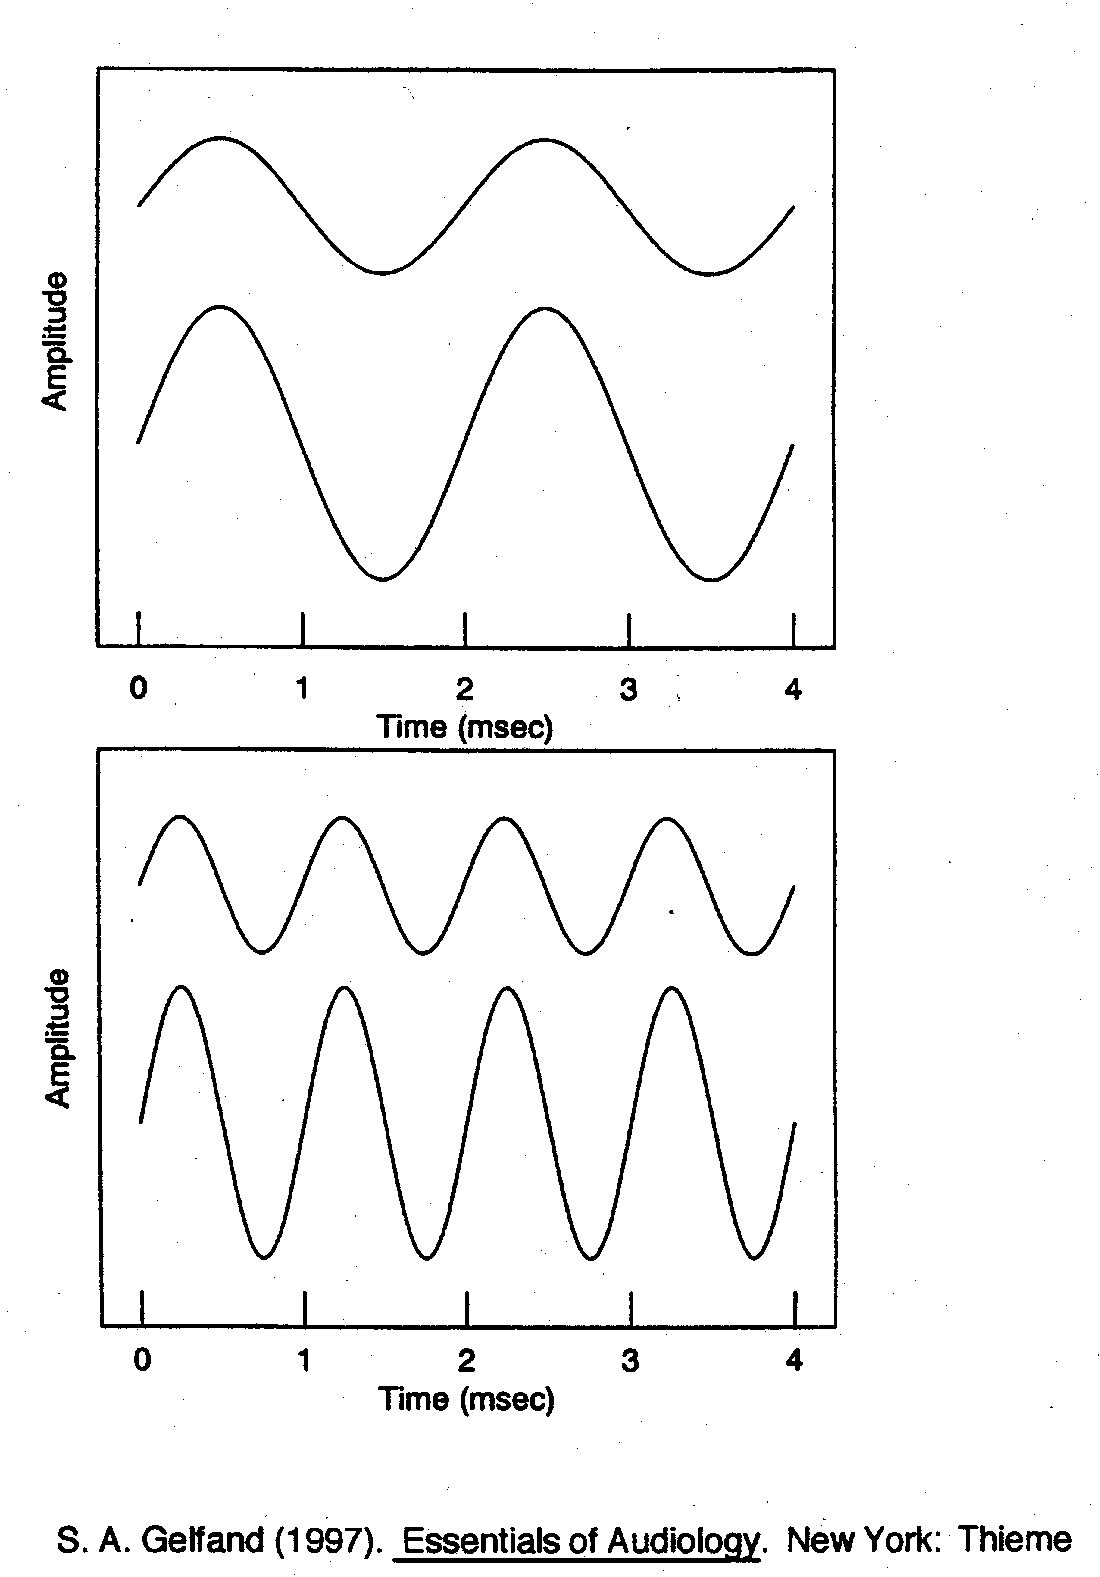 Amplitude
0 1 2 3 4
Time (msec)
Amplitude
0 1 2 3 4
Time (msec)
S. A. Gelfand (1997). Essentials of Audiology. New York: Thieme